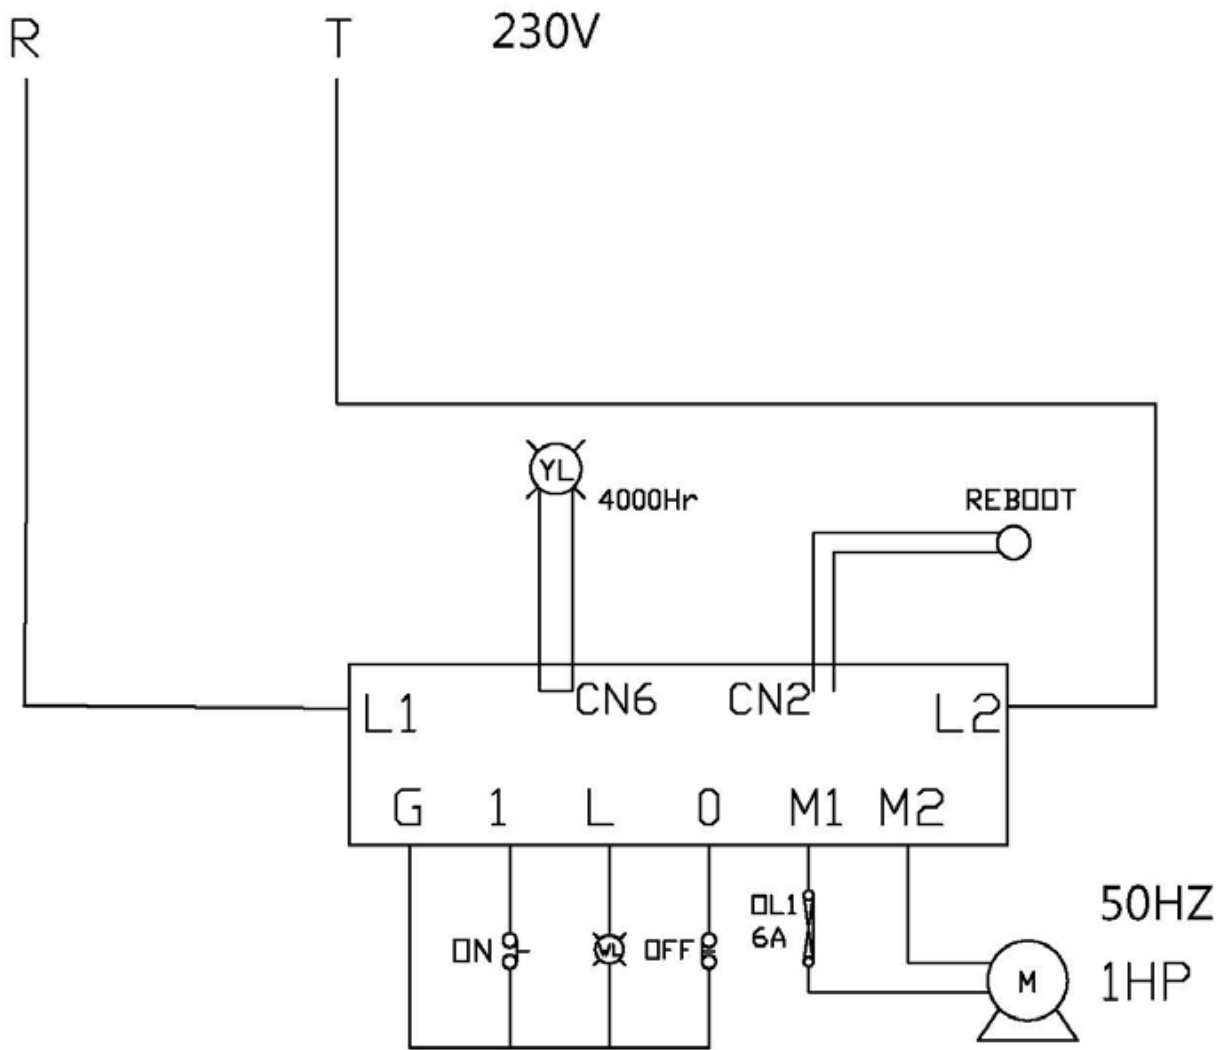 R T 230V
YL
4000Hr
REBOOT
CN6 CN2
L1 L2
G 1 L 0 M1 M2
OL1
6A
50HZ
ON WL OFF
M
1HP